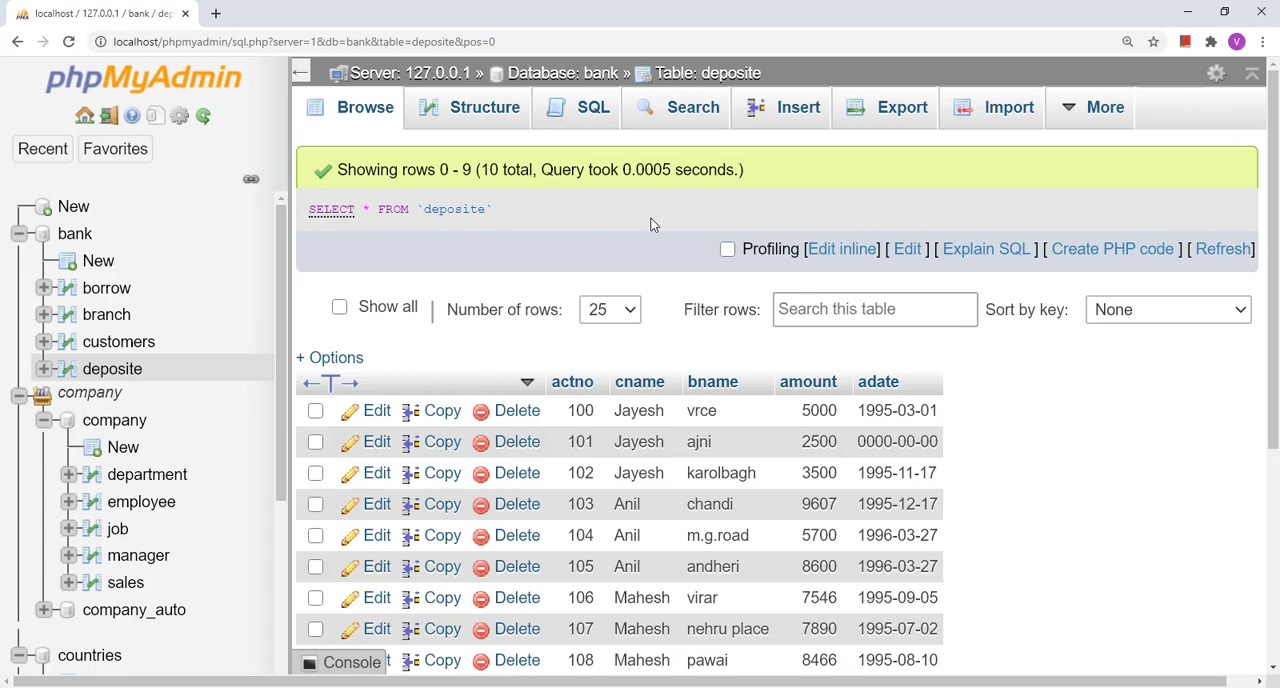 localhost / 127.0.0.1 / bank / dep
localhost/phpmyadmin/sql.php?server=1&db=bank&table=deposite&pos=0
V
phpMyAdmin
Recent Favorites
New
bank
New
borrow
branch
customers
deposite
company
company
New
department
employee
job
manager
sales
company_auto
countries
Server: 127.0.0.1 » Database: bank » Table: deposite
Browse Structure SQL Search Insert Export Import More
Showing rows 0 - 9 (10 total, Query took 0.0005 seconds.)
SELECT * FROM `deposite`
Profiling [Edit inline] [ Edit ] [ Explain SQL ] [ Create PHP code ] [ Refresh]
Show all | Number of rows: 25 Filter rows: Search this table Sort by key: None
+ Options
←T→ actno cname bname amount adate
Edit Copy Delete 100 Jayesh vrce 5000 1995-03-01
Edit Copy Delete 101 Jayesh ajni 2500 0000-00-00
Edit Copy Delete 102 Jayesh karolbagh 3500 1995-11-17
Edit Copy Delete 103 Anil chandi 9607 1995-12-17
Edit Copy Delete 104 Anil m.g.road 5700 1996-03-27
Edit Copy Delete 105 Anil andheri 8600 1996-03-27
Edit Copy Delete 106 Mahesh virar 7546 1995-09-05
Edit Copy Delete 107 Mahesh nehru place 7890 1995-07-02
Console Copy Delete 108 Mahesh pawai 8466 1995-08-10